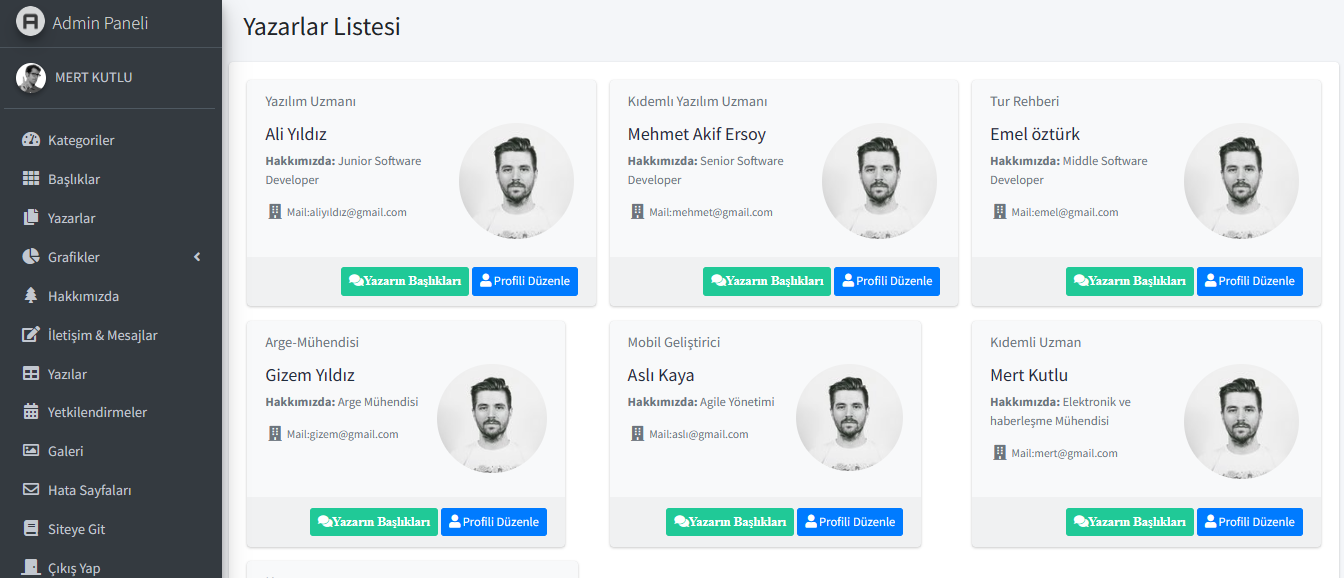 Admin Paneli
MERT KUTLU
Kategoriler
Başlıklar
Yazarlar
Grafikler
Hakkımızda
İletişim & Mesajlar
Yazılar
Yetkilendirmeler
Galeri
Hata Sayfaları
Siteye Git
Çıkış Yap
Yazarlar Listesi
Yazılım Uzmanı
Ali Yıldız
Hakkımızda: Junior Software
Developer
Mail:aliyıldız@gmail.com
Yazarın Başlıkları Profili Düzenle
Kıdemlı Yazılım Uzmanı
Mehmet Akif Ersoy
Hakkımızda: Senior Software
Developer
Mail:mehmet@gmail.com
Yazarın Başlıkları Profili Düzenle
Tur Rehberi
Emel öztürk
Hakkımızda: Middle Software
Developer
Mail:emel@gmail.com
Yazarın Başlıkları Profili Düzenle
Arge-Mühendisi
Gizem Yıldız
Hakkımızda: Arge Mühendisi
Mail:gizem@gmail.com
Yazarın Başlıkları Profili Düzenle
Mobil Geliştirici
Aslı Kaya
Hakkımızda: Agile Yönetimi
Mail:aslı@gmail.com
Yazarın Başlıkları Profili Düzenle
Kıdemli Uzman
Mert Kutlu
Hakkımızda: Elektronik ve
haberleşme Mühendisi
Mail:mert@gmail.com
Yazarın Başlıkları Profili Düzenle